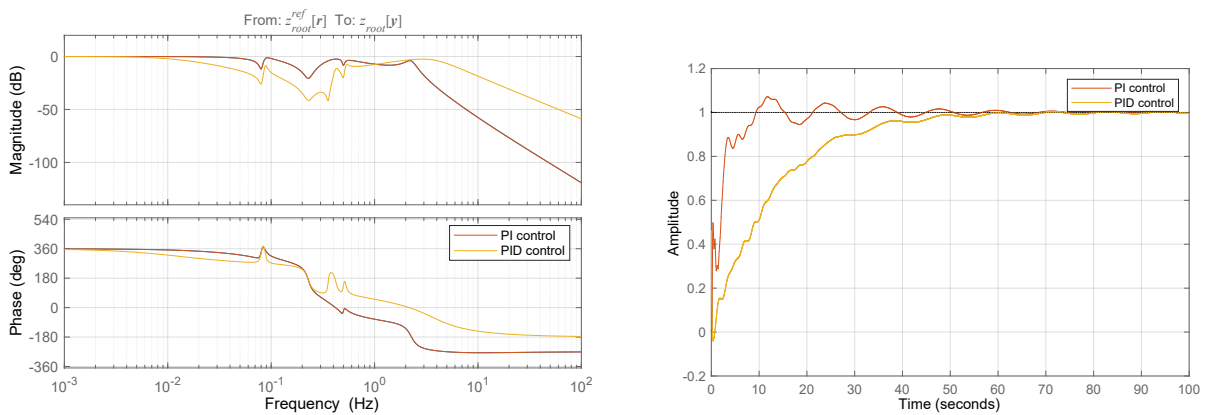 From: z_root^ref[r] To: z_root[y]
Magnitude (dB)
0
-50
-100
Phase (deg)
540
360
180
0
-180
-360
PI control
PID control
10^-3 10^-2 10^-1 10^0 10^1 10^2
Frequency (Hz)
Amplitude
1.2
1
0.8
0.6
0.4
0.2
0
-0.2
PI control
PID control
0 10 20 30 40 50 60 70 80 90 100
Time (seconds)